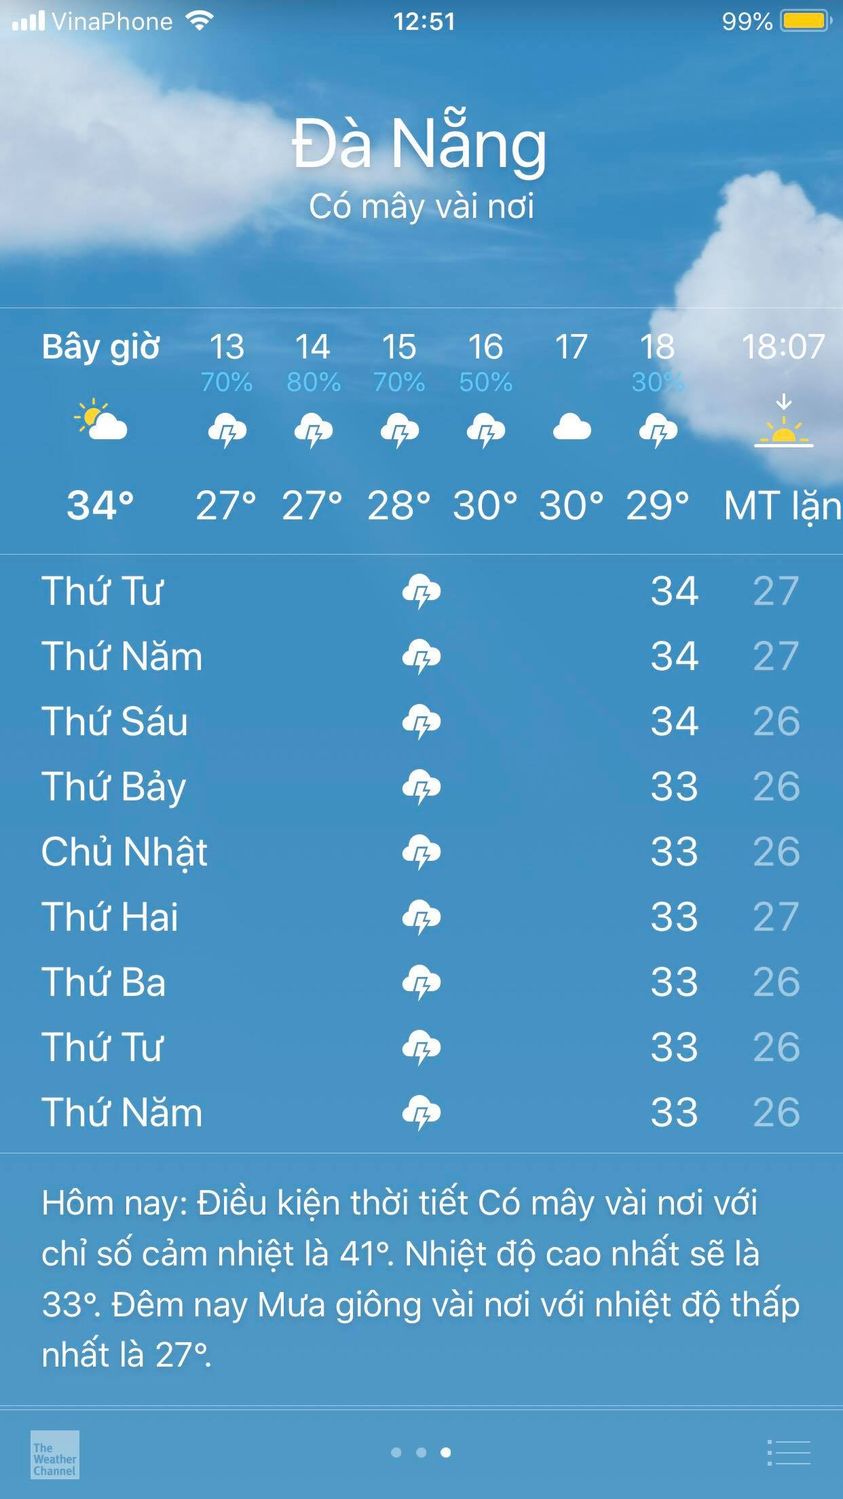 VinaPhone 12:51 99%
Đà Nẵng
Có mây vài nơi
Bây giờ 13 14 15 16 17 18 18:07
70% 80% 70% 50% 30%
34° 27° 27° 28° 30° 30° 29° MT lặn
Thứ Tư 34 27
Thứ Năm 34 27
Thứ Sáu 34 26
Thứ Bảy 33 26
Chủ Nhật 33 26
Thứ Hai 33 27
Thứ Ba 33 26
Thứ Tư 33 26
Thứ Năm 33 26
Hôm nay: Điều kiện thời tiết Có mây vài nơi với
chỉ số cảm nhiệt là 41°. Nhiệt độ cao nhất sẽ là
33°. Đêm nay Mưa giông vài nơi với nhiệt độ thấp
nhất là 27°.
The
Weather
Channel